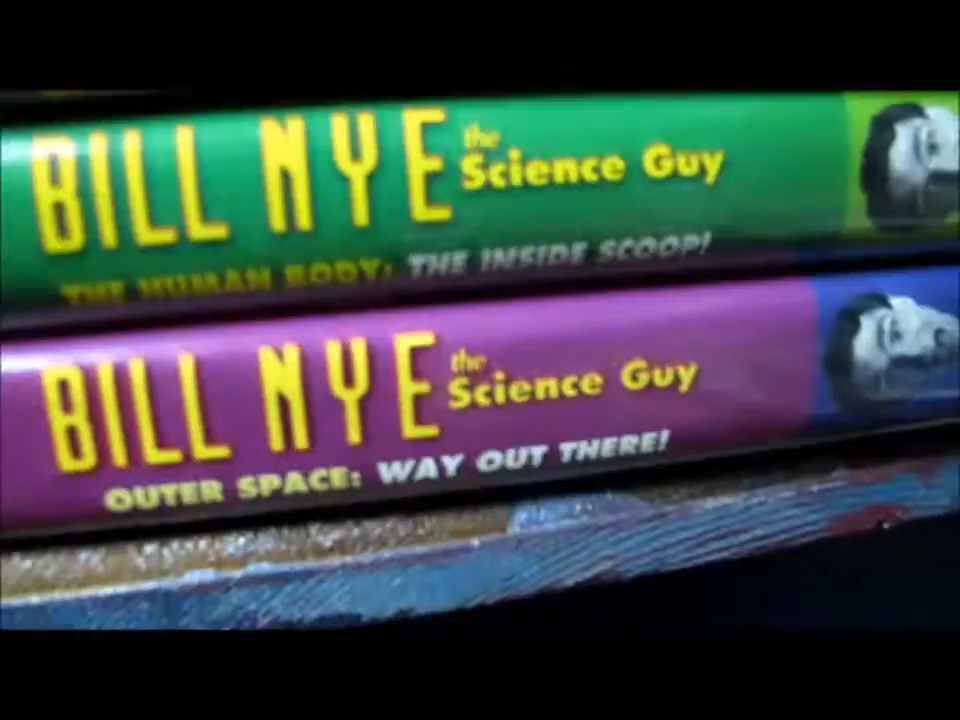 BILL NYE the Science Guy
THE HUMAN BODY: THE INSIDE SCOOP!
BILL NYE the Science Guy
OUTER SPACE: WAY OUT THERE!